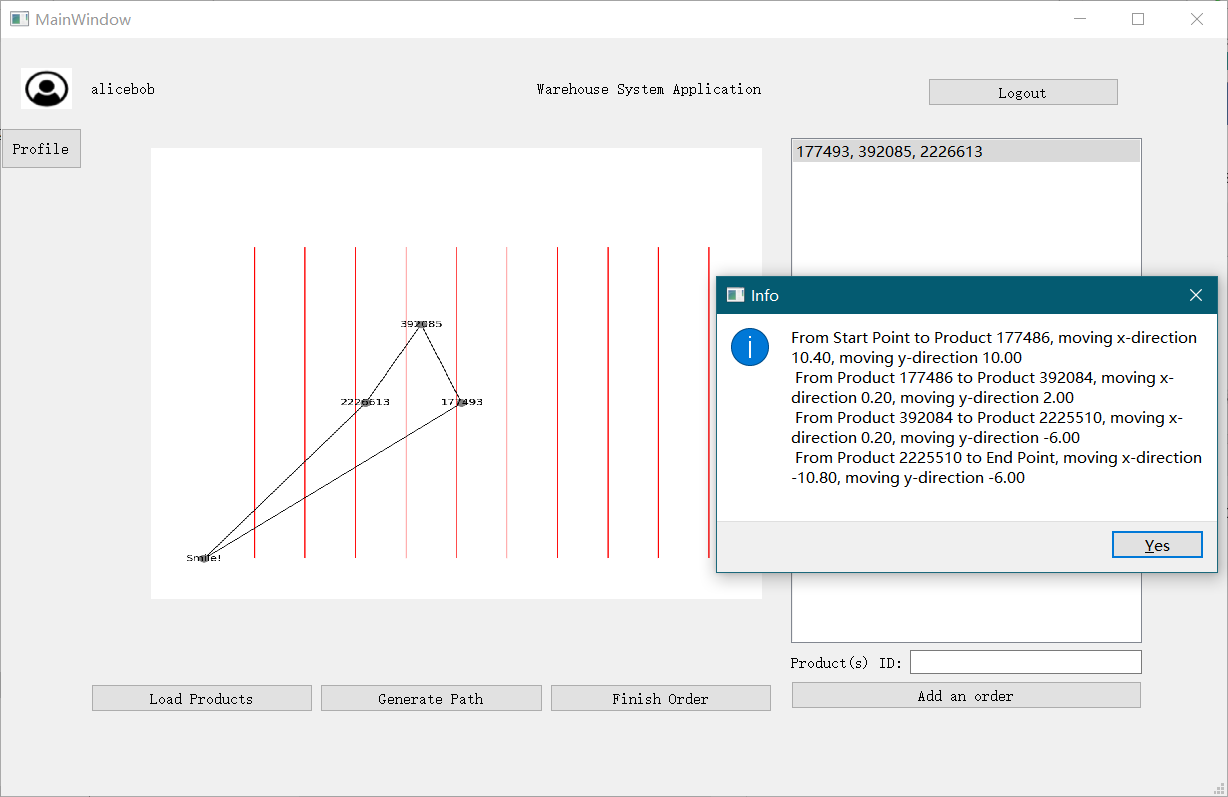 MainWindow
alicebob
Warehouse System Application
Logout
Profile
177493, 392085, 2226613
392085
2226613
177493
Smile!
Info
From Start Point to Product 177486, moving x-direction
10.40, moving y-direction 10.00
From Product 177486 to Product 392084, moving x-
direction 0.20, moving y-direction 2.00
From Product 392084 to Product 2225510, moving x-
direction 0.20, moving y-direction -6.00
From Product 2225510 to End Point, moving x-direction
-10.80, moving y-direction -6.00
Yes
Product(s) ID:
Load Products
Generate Path
Finish Order
Add an order